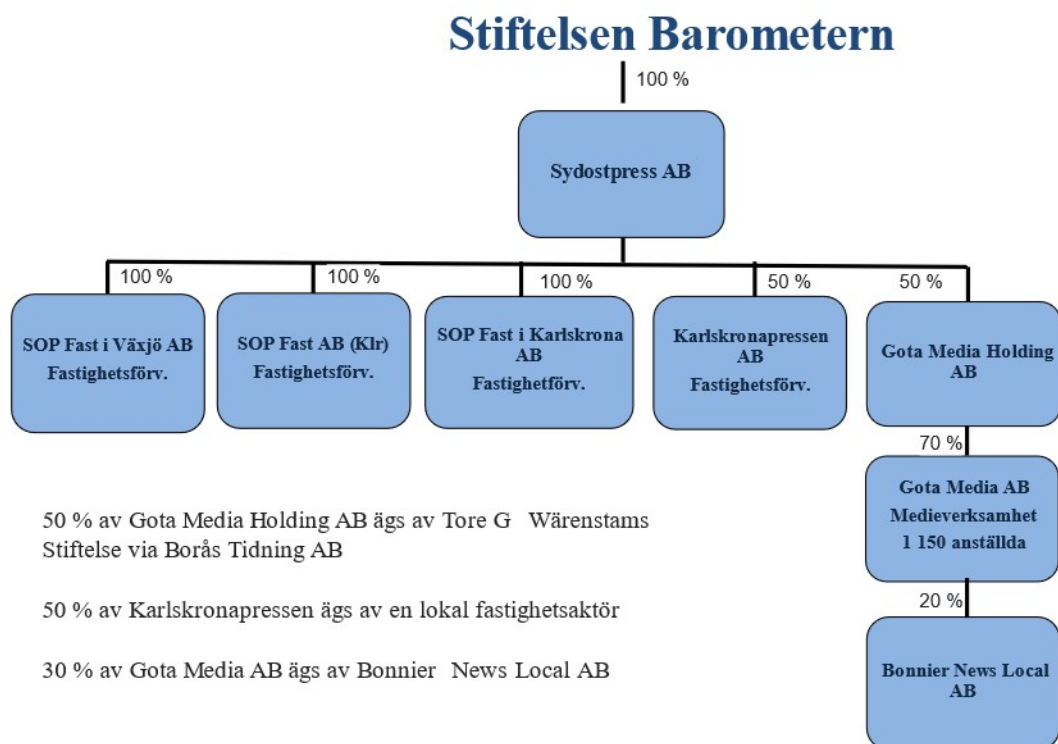 Stiftelsen Barometern
100 %
Sydostpress AB
100 %
100 %
100 %
50 %
50 %
SOP Fast i Växjö AB
Fastighetsförv.
SOP Fast AB (Klr)
Fastighetsförv.
SOP Fast i Karlskrona
AB
Fastighetförv.
Karlskronapressen
AB
Fastighetsförv.
Gota Media Holding
AB
70 %
Gota Media AB
Medieverksamhet
1 150 anställda
20 %
Bonnier News Local
AB
50 % av Gota Media Holding AB ägs av Tore G Wärenstams
Stiftelse via Borås Tidning AB
50 % av Karlskronapressen ägs av en lokal fastighetsaktör
30 % av Gota Media AB ägs av Bonnier News Local AB